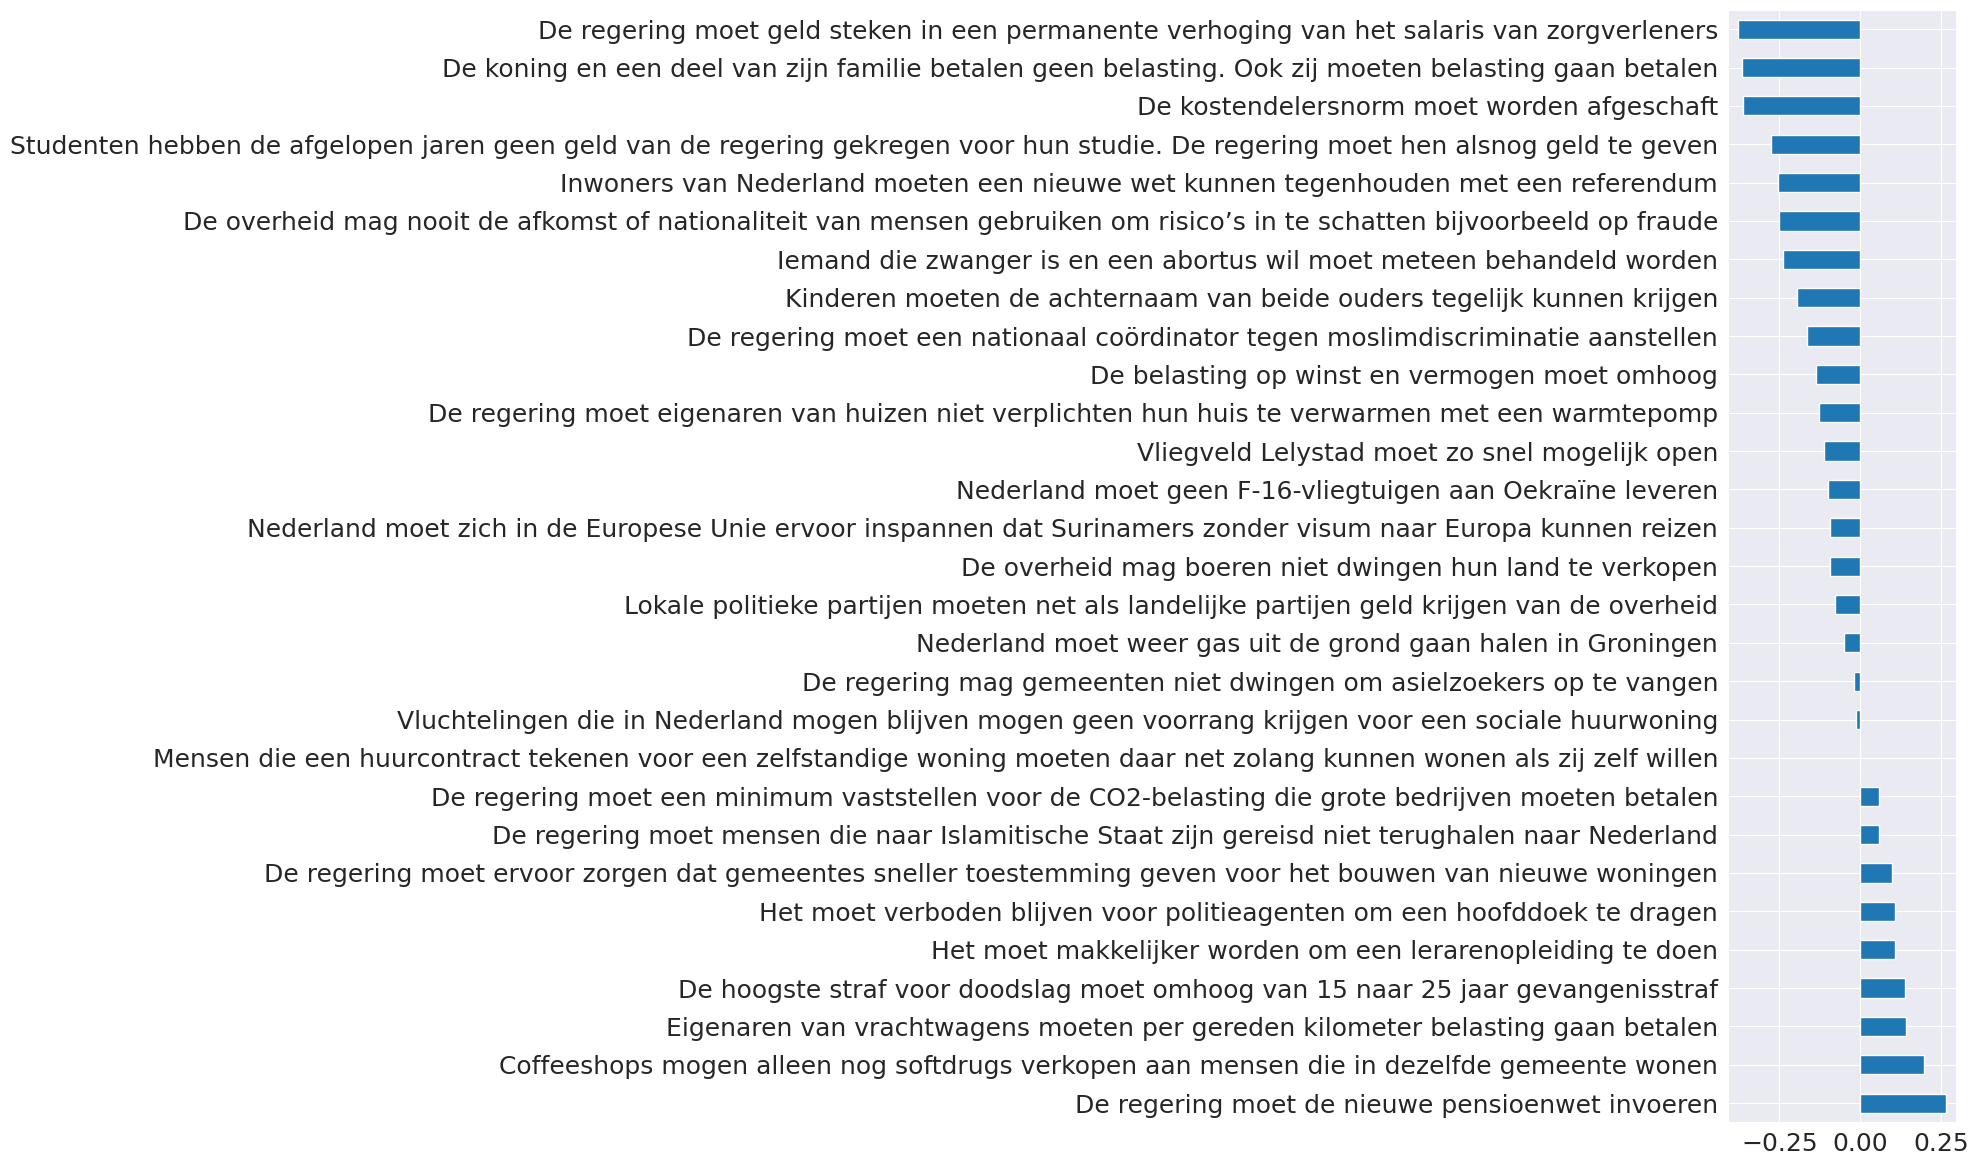 De regering moet geld steken in een permanente verhoging van het salaris van zorgverleners
De koning en een deel van zijn familie betalen geen belasting. Ook zij moeten belasting gaan betalen
De kostendelersnorm moet worden afgeschaft
Studenten hebben de afgelopen jaren geen geld van de regering gekregen voor hun studie. De regering moet hen alsnog geld te geven
Inwoners van Nederland moeten een nieuwe wet kunnen tegenhouden met een referendum
De overheid mag nooit de afkomst of nationaliteit van mensen gebruiken om risico’s in te schatten bijvoorbeeld op fraude
Iemand die zwanger is en een abortus wil moet meteen behandeld worden
Kinderen moeten de achternaam van beide ouders tegelijk kunnen krijgen
De regering moet een nationaal coördinator tegen moslimdiscriminatie aanstellen
De belasting op winst en vermogen moet omhoog
De regering moet eigenaren van huizen niet verplichten hun huis te verwarmen met een warmtepomp
Vliegveld Lelystad moet zo snel mogelijk open
Nederland moet geen F-16-vliegtuigen aan Oekraïne leveren
Nederland moet zich in de Europese Unie ervoor inspannen dat Surinamers zonder visum naar Europa kunnen reizen
De overheid mag boeren niet dwingen hun land te verkopen
Lokale politieke partijen moeten net als landelijke partijen geld krijgen van de overheid
Nederland moet weer gas uit de grond gaan halen in Groningen
De regering mag gemeenten niet dwingen om asielzoekers op te vangen
Vluchtelingen die in Nederland mogen blijven mogen geen voorrang krijgen voor een sociale huurwoning
Mensen die een huurcontract tekenen voor een zelfstandige woning moeten daar net zolang kunnen wonen als zij zelf willen
De regering moet een minimum vaststellen voor de CO2-belasting die grote bedrijven moeten betalen
De regering moet mensen die naar Islamitische Staat zijn gereisd niet terughalen naar Nederland
De regering moet ervoor zorgen dat gemeentes sneller toestemming geven voor het bouwen van nieuwe woningen
Het moet verboden blijven voor politieagenten om een hoofddoek te dragen
Het moet makkelijker worden om een lerarenopleiding te doen
De hoogste straf voor doodslag moet omhoog van 15 naar 25 jaar gevangenisstraf
Eigenaren van vrachtwagens moeten per gereden kilometer belasting gaan betalen
Coffeeshops mogen alleen nog softdrugs verkopen aan mensen die in dezelfde gemeente wonen
De regering moet de nieuwe pensioenwet invoeren
−0.25 0.00 0.25